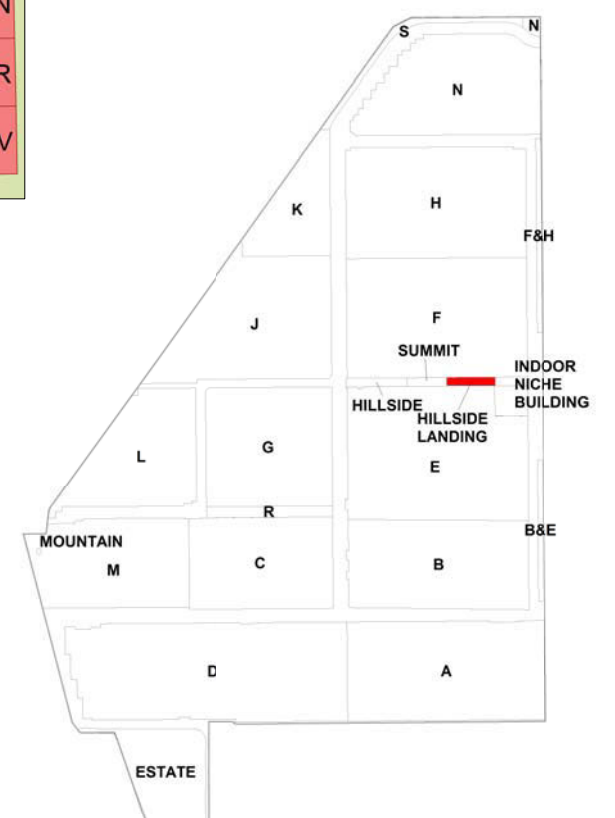 N
R
V
S
N
N
K
H
F&H
J
F
SUMMIT
INDOOR
NICHE
BUILDING
HILLSIDE
HILLSIDE
LANDING
L
G
E
R
MOUNTAIN
B&E
M
C
B
D
A
ESTATE